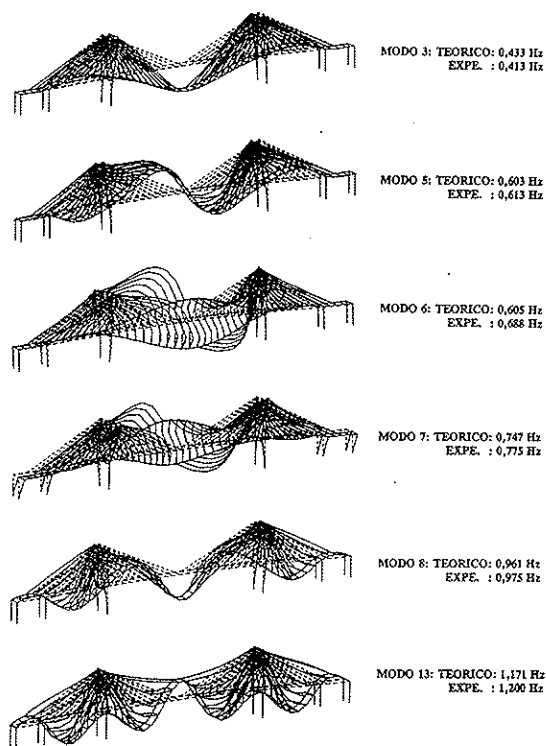 MODO 3: TEORICO: 0,433 Hz
EXPE. : 0,413 Hz
MODO 5: TEORICO: 0,603 Hz
EXPE. : 0,613 Hz
MODO 6: TEORICO: 0,605 Hz
EXPE. : 0,688 Hz
MODO 7: TEORICO: 0,747 Hz
EXPE. : 0,775 Hz
MODO 8: TEORICO: 0,961 Hz
EXPE. : 0,975 Hz
MODO 13: TEORICO: 1,171 Hz
EXPE. : 1,200 Hz